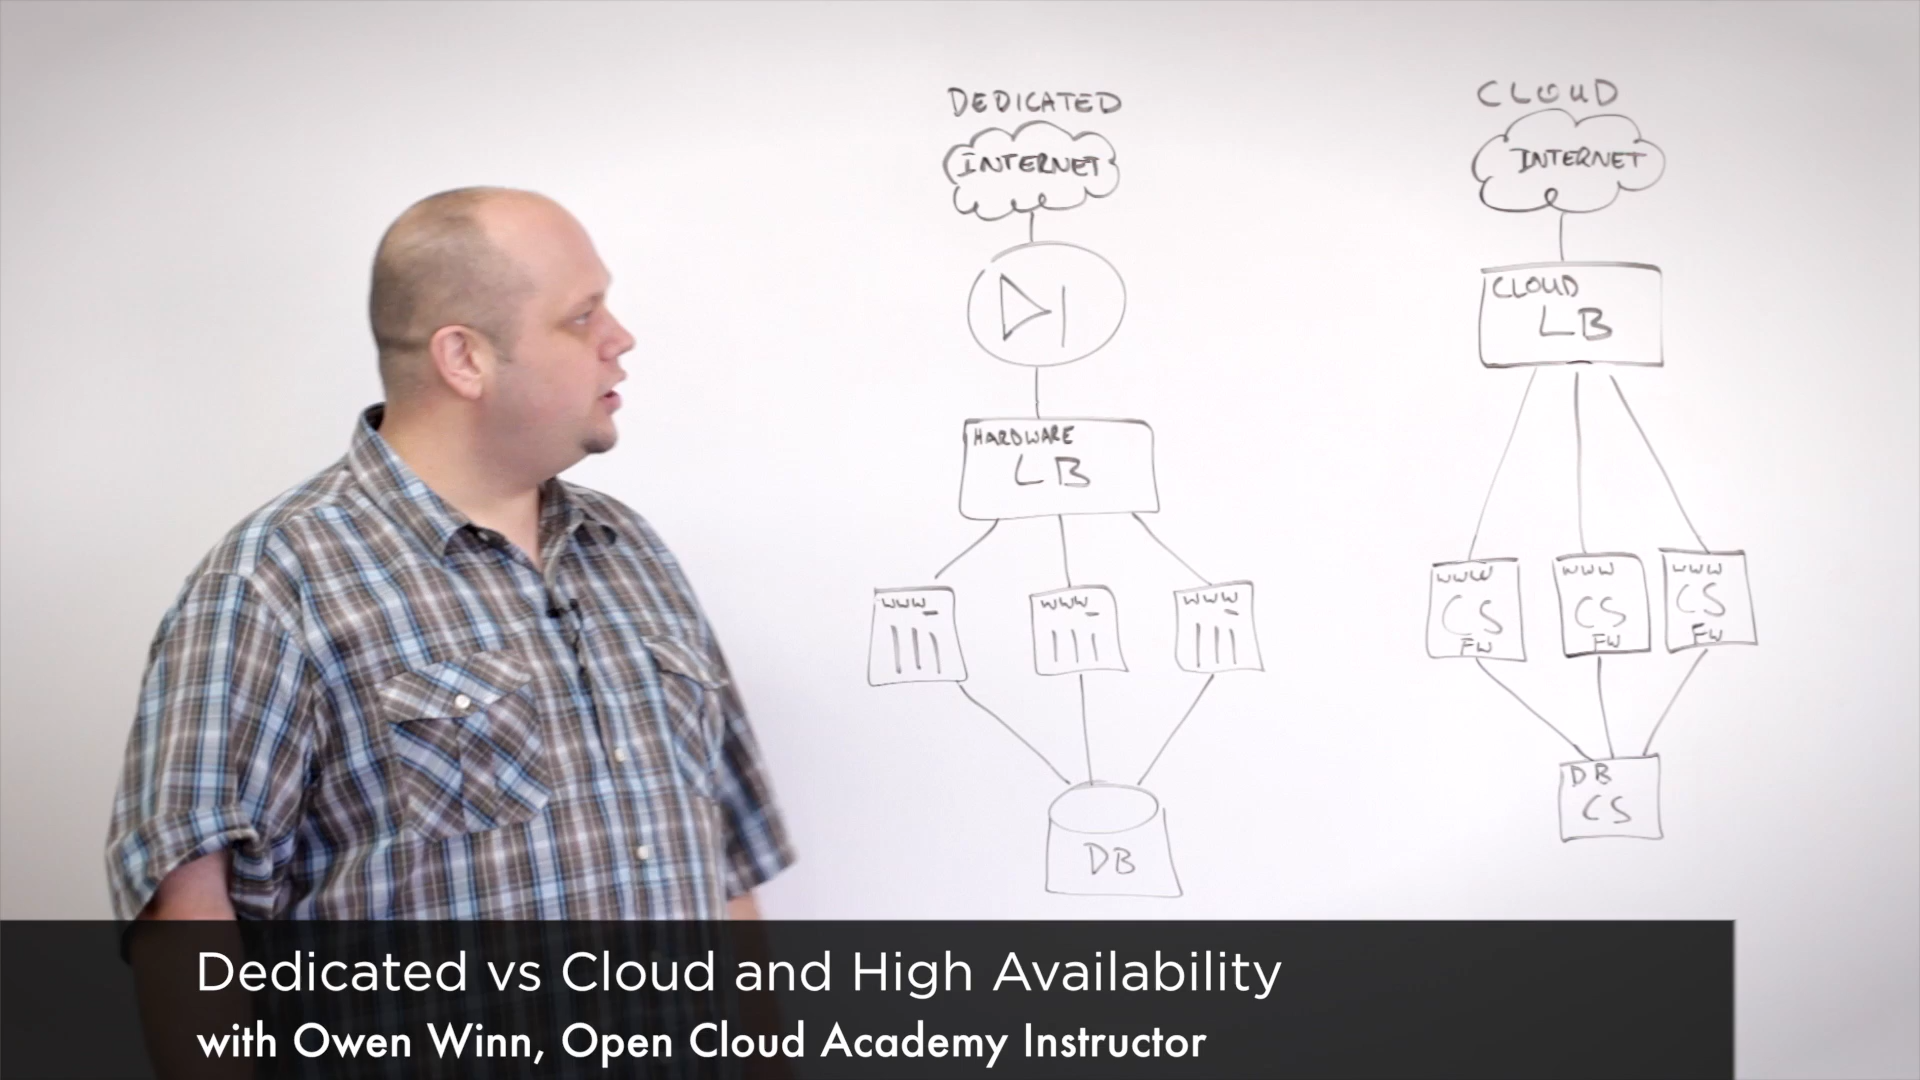 DEDICATED
INTERNET
HARDWARE
LB
WWW
WWW
WWW
DB
CLOUD
INTERNET
CLOUD
LB
WWW
CS
FW
WWW
CS
FW
WWW
CS
FW
DB
CS
Dedicated vs Cloud and High Availability
with Owen Winn, Open Cloud Academy Instructor